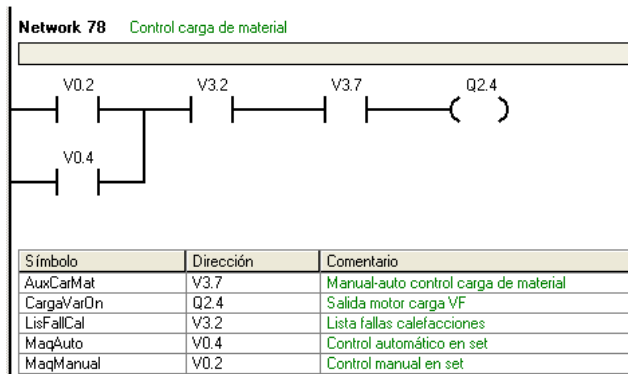 Network 78 Control carga de material
V0.2 V3.2 V3.7 Q2.4
V0.4
Símbolo Dirección Comentario
AuxCarMat V3.7 Manual-auto control carga de material
CargaVarOn Q2.4 Salida motor carga VF
LisFallCal V3.2 Lista fallas calefacciones
MaqAuto V0.4 Control automático en set
MaqManual V0.2 Control manual en set